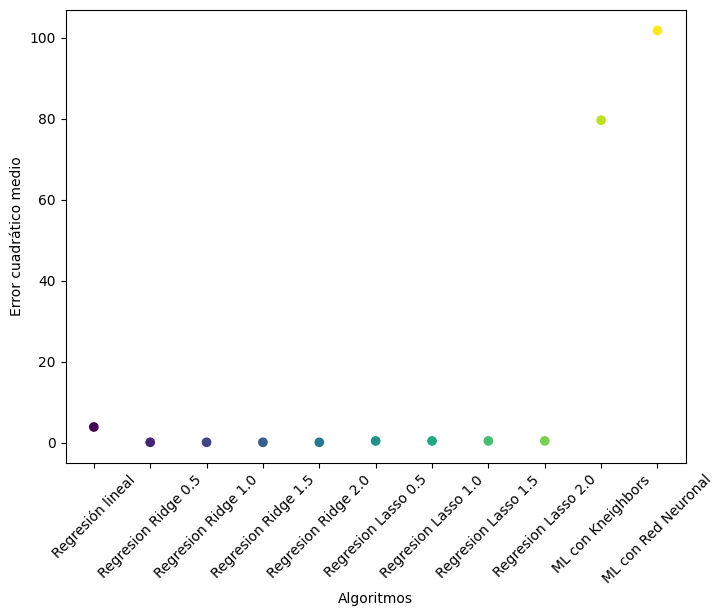 100
80
60
40
20
0
Error cuadrático medio
Regresión lineal
Regresion Ridge 0.5
Regresion Ridge 1.0
Regresion Ridge 1.5
Regresion Ridge 2.0
Regresion Lasso 0.5
Regresion Lasso 1.0
Regresion Lasso 1.5
Regresion Lasso 2.0
ML con Kneighbors
ML con Red Neuronal
Algoritmos